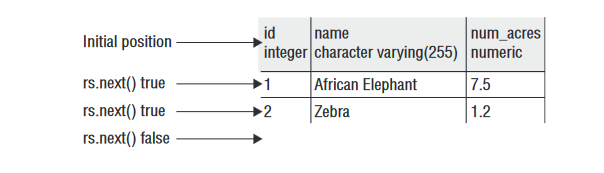 id name num_acres
Initial position integer character varying(255) numeric
rs.next() true 1 African Elephant 7.5
rs.next() true 2 Zebra 1.2
rs.next() false